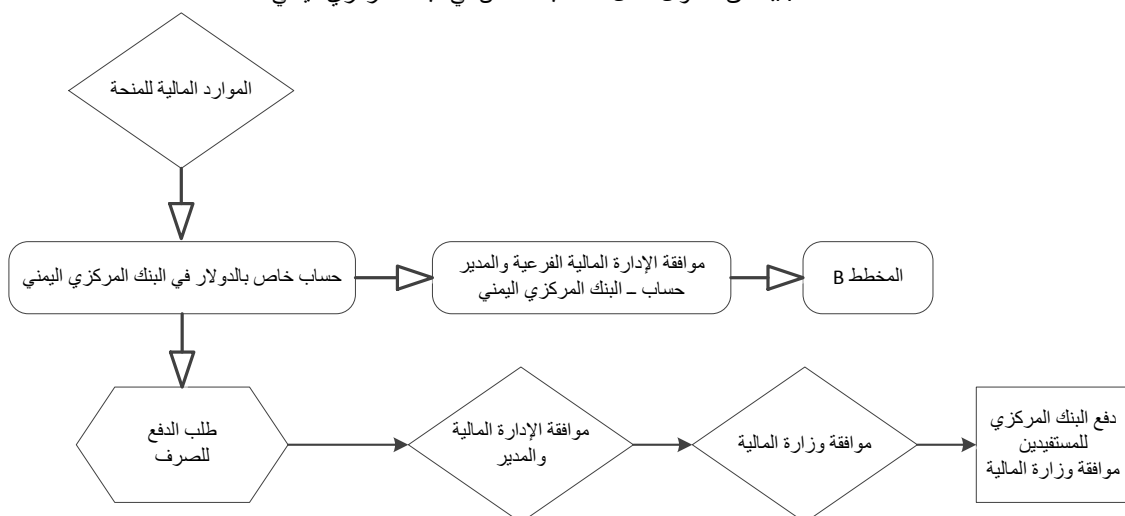 الموارد المالية للمنحة
حساب خاص بالدولار في البنك المركزي اليمني
موافقة الإدارة المالية الفرعية والمدير
حساب – البنك المركزي اليمني
المخطط B
طلب الدفع
للصرف
موافقة الإدارة المالية
والمدير
موافقة وزارة المالية
دفع البنك المركزي
للمستفيدين
موافقة وزارة المالية